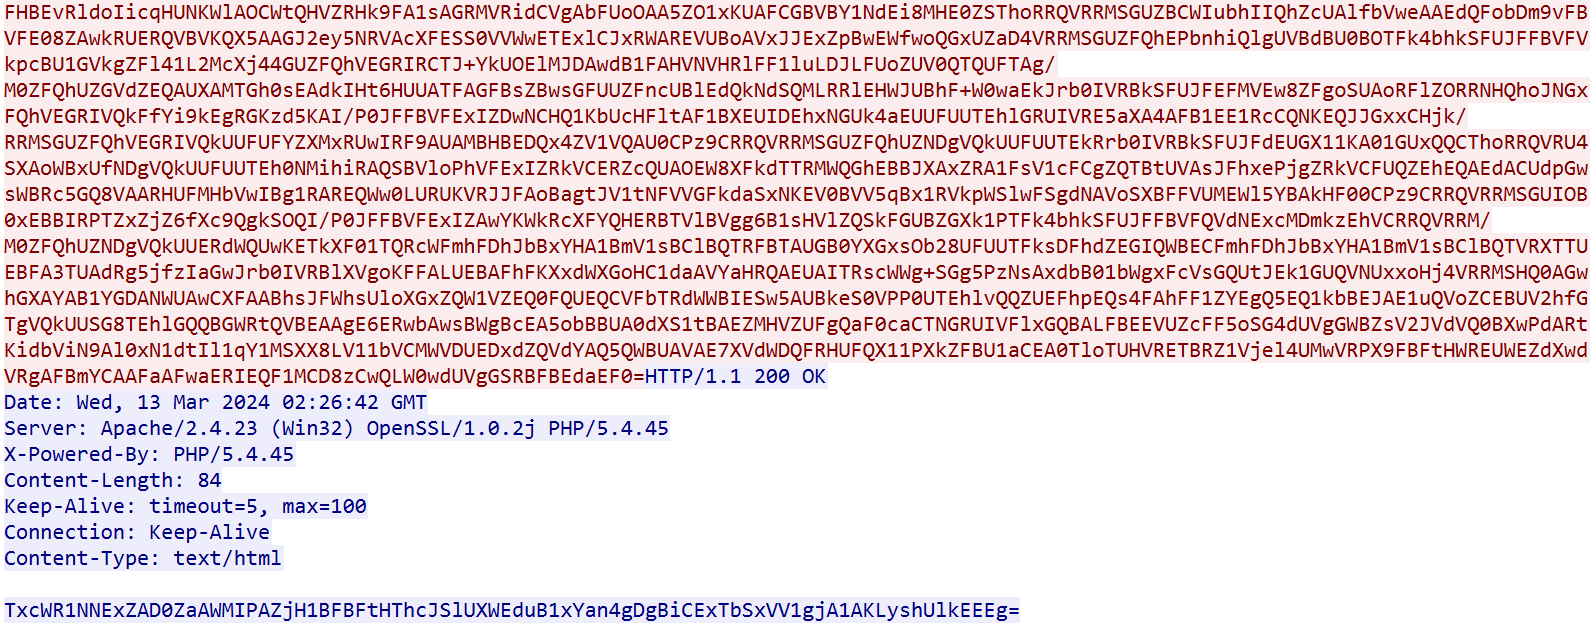 FHBEvRldoIicqHUNKWlAOCWtQHVZRHk9FA1sAGRMVRidCVgAbFUoOAA5ZO1xKUAFCGBVBY1NdEi8MHE0ZSThoRRQVRRMSGUZBCWIubhIIQhZcUAlfbVweAAEdQFobDm9vFB
VFE08ZAwkRUERQVBVKQX5AAGJ2ey5NRVAcXFESS0VVWwETExlCJxRWAREVUBoAVxJJExZpBwEWfwoQGxUZaD4VRRMSGUZFQhEPbnhiQlgUVBdBU0BOTFk4bhkSFUJFFBVFV
kpcBU1GVkgZFl41L2McXj44GUZFQhVEGRIRCTJ+YkUOElMJDAwdB1FAHVNVHRlFF1luLDJLFUoZUV0QTQUFTAg/
M0ZFQhUZGVdZEQAUXAMTGh0sEAdkIHt6HUUATFAGFBsZBwsGFUUZFncUBlEdQkNdSQMLRRlEHWJUBhF+W0waEkJrb0IVRBkSFUJFEFMVEw8ZFgoSUAoRFlZORRNHQhoJNGx
FQhVEGRIVQkFfYi9kEgRGKzd5KAI/P0JFFBVFExIZDwNCHQ1KbUcHFltAF1BXEUIDEhxNGUk4aEUUFUUTEhlGRUIVRE5aXA4AFB1EE1RcCQNKEQJJGxxCHjk/
RRMSGUZFQhVEGRIVQkUUFUFYZXMxRUwIRF9AUAMBHBEDQx4ZV1VQAU0CPz9CRRQVRRMSGUZFQhUZNDgVQkUUFUUTEkRrb0IVRBkSFUJFdEUGX11KA01GUxQQCThoRRQVRU4
SXAoWBxUfNDgVQkUUFUUTEh0NMihiRAQSBVloPhVFExIZRkVCERZcQUAOEW8XFkdTTRMWQGhEBBJXAxZRA1FsV1cFCgZQTBtUVAsJFhxePjgZRkVCFUQZEhEQAEdACUdpGw
sWBRc5GQ8VAARHUFMHbVwIBg1RAREQWw0LURUKVRJJFAoBagtJV1tNFVVGFkdaSxNKEV0BVV5qBx1RVkpWSlwFSgdNAVoSXBFFVUMEWl5YBAkHF00CPz9CRRQVRRMSGUIOB
0xEBBIRPTZxZjZ6fXc9QgkSOQI/P0JFFBVFExIZAwYKWkRcXFYQHERBTVlBVgg6B1sHVlZQSkFGUBZGXk1PTFk4bhkSFUJFFBVFQVdNExcMDmkzEhVCRRQVRRM/
M0ZFQhUZNDgVQkUUUERdWQUwKETkXF01TQRcWFmhFDhJbBxYHA1BmV1sBClBQTRFBTAUGB0YXGxsOb28UFUUTFksDFhdZEGIQWBECFmhFDhJbBxYHA1BmV1sBClBQTVRXTTU
EBFA3TUAdRg5jfzIaGwJrb0IVRBlXVgoKFFALUEBAFhFKXxdWXGoHC1daAVYaHRQAEUAITRscWWg+SGg5PzNsAxdbB01bWgxFcVsGQUtJEk1GUQVNUxxoHj4VRRMSHQ0AGw
hGXAYAB1YGDANWUAwCXFAABhsJFWhsUloXGxZQW1VZEQ0FQUEQCVFbTRdWWBIESw5AUBkeS0VPP0UTEhlvQQZUEFhpEQs4FAhFF1ZYEgQ5EQ1kbBEJAE1uQVoZCEBUV2hfG
TgVQkUUSG8TEhlGQQBGWRtQVBEAAgE6ERwbAwsBWgBcEA5obBBUA0dXS1tBAEZMHVZUFgQaF0caCTNGRUIVFlxGQBALFBEEVUZcFF5oSG4dUVgGWBZsV2JVdVQ0BXwPdARt
KidbViN9Al0xN1dtIl1qY1MSXX8LV11bVCMWVDUEDxdZQVdYAQ5QWBUAVAE7XVdWDQFRHUFQX11PXkZFBU1aCEA0TloTUHVRETBRZ1Vjel4UMwVRPX9FBFtHWREUWEZdXwd
VRgAFBmYCAAFaAFwaERIEQF1MCD8zCwQLW0wdUVgGSRBFBEdaEF0=HTTP/1.1 200 OK
Date: Wed, 13 Mar 2024 02:26:42 GMT
Server: Apache/2.4.23 (Win32) OpenSSL/1.0.2j PHP/5.4.45
X-Powered-By: PHP/5.4.45
Content-Length: 84
Keep-Alive: timeout=5, max=100
Connection: Keep-Alive
Content-Type: text/html
TxcWR1NNExZAD0ZaAWMIPAZjH1BFBFtHThcJSlUXWEduB1xYan4gDgBiCExTbSxVV1gjA1AKLyshUlkEEEg=